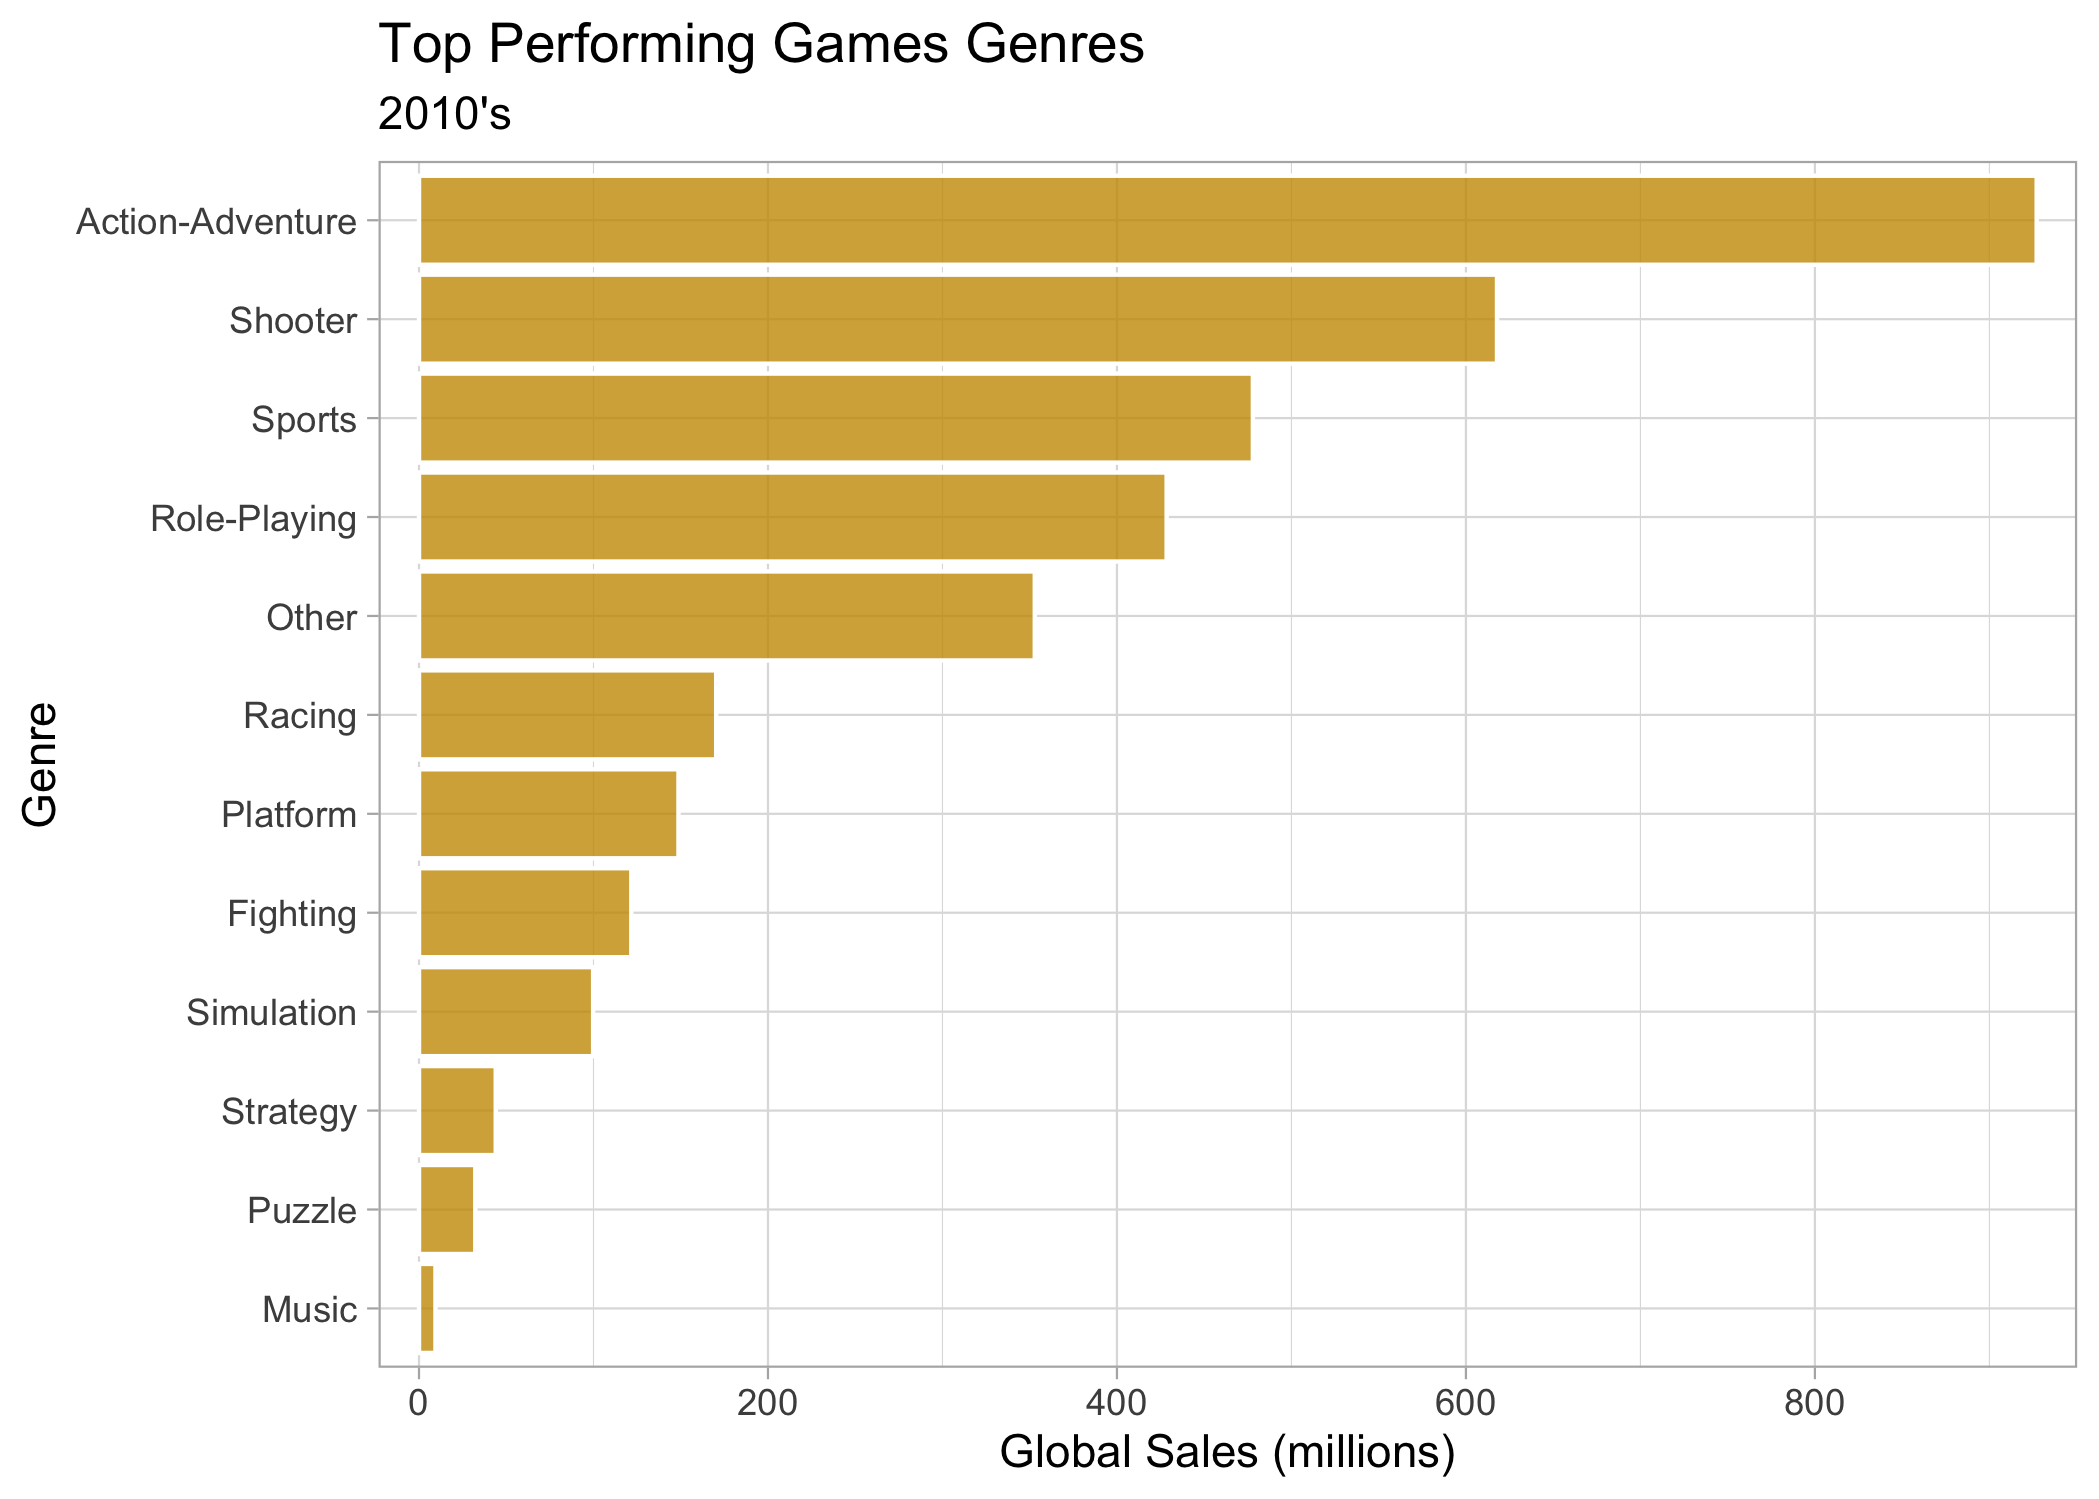 Top Performing Games Genres
2010's
Genre
Action-Adventure
Shooter
Sports
Role-Playing
Other
Racing
Platform
Fighting
Simulation
Strategy
Puzzle
Music
0 200 400 600 800
Global Sales (millions)